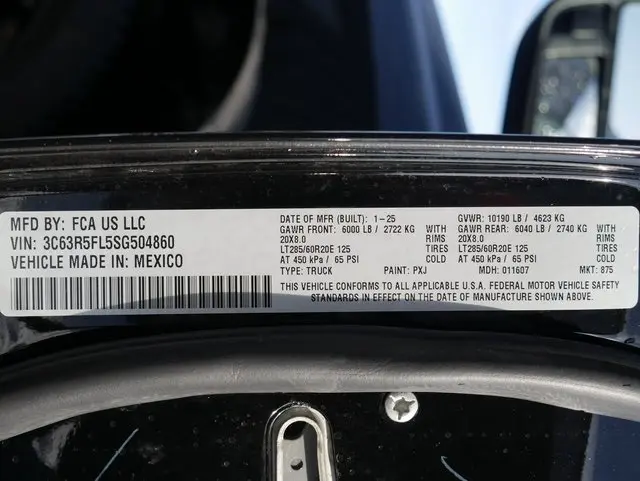 MFD BY: FCA US LLC
VIN: 3C63R5FL5SG504860
VEHICLE MADE IN: MEXICO
DATE OF MFR (BUILT): 1-25
GAWR FRONT: 6000 LB / 2722 KG WITH
20X8.0 RIMS
LT285/60R20E 125 TIRES
AT 450 kPa / 65 PSI COLD
TYPE: TRUCK PAINT: PXJ
GVWR: 10190 LB / 4623 KG
GAWR REAR: 6040 LB / 2740 KG WITH
20X8.0 RIMS
LT285/60R20E 125 TIRES
AT 450 kPa / 65 PSI COLD
MDH: 011607 MKT: 875
THIS VEHICLE CONFORMS TO ALL APPLICABLE U.S.A. FEDERAL MOTOR VEHICLE SAFETY
STANDARDS IN EFFECT ON THE DATE OF MANUFACTURE SHOWN ABOVE.